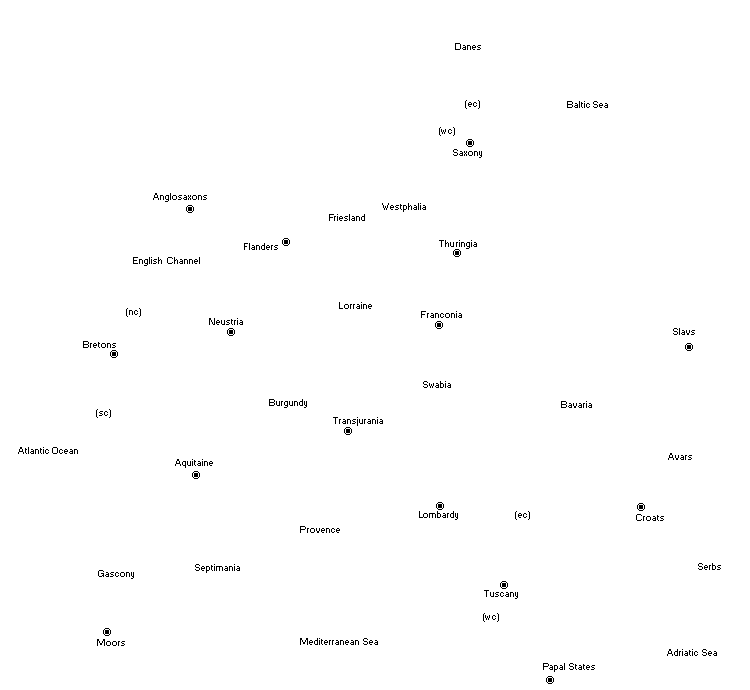 Danes
(ec)
Baltic Sea
(wc)
Saxony
Anglosaxons
Westphalia
Friesland
Flanders
Thuringia
English Channel
Lorraine
(nc)
Franconia
Neustria
Slavs
Bretons
Swabia
Burgundy
Bavaria
(sc)
Transjurania
Atlantic Ocean
Avars
Aquitaine
Lombardy
(ec)
Croats
Provence
Septimania
Serbs
Gascony
Tuscany
(wc)
Moors
Mediterranean Sea
Adriatic Sea
Papal States